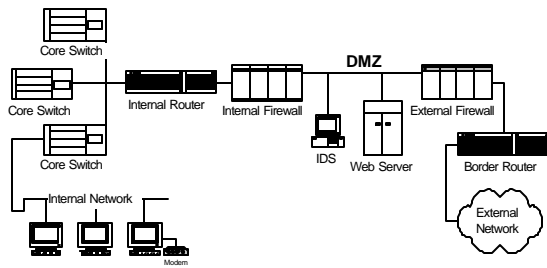 Core Switch
DMZ
Core Switch
Internal Router
Internal Firewall
External Firewall
Core Switch
IDS
Web Server
Border Router
Internal Network
External
Network
Modem